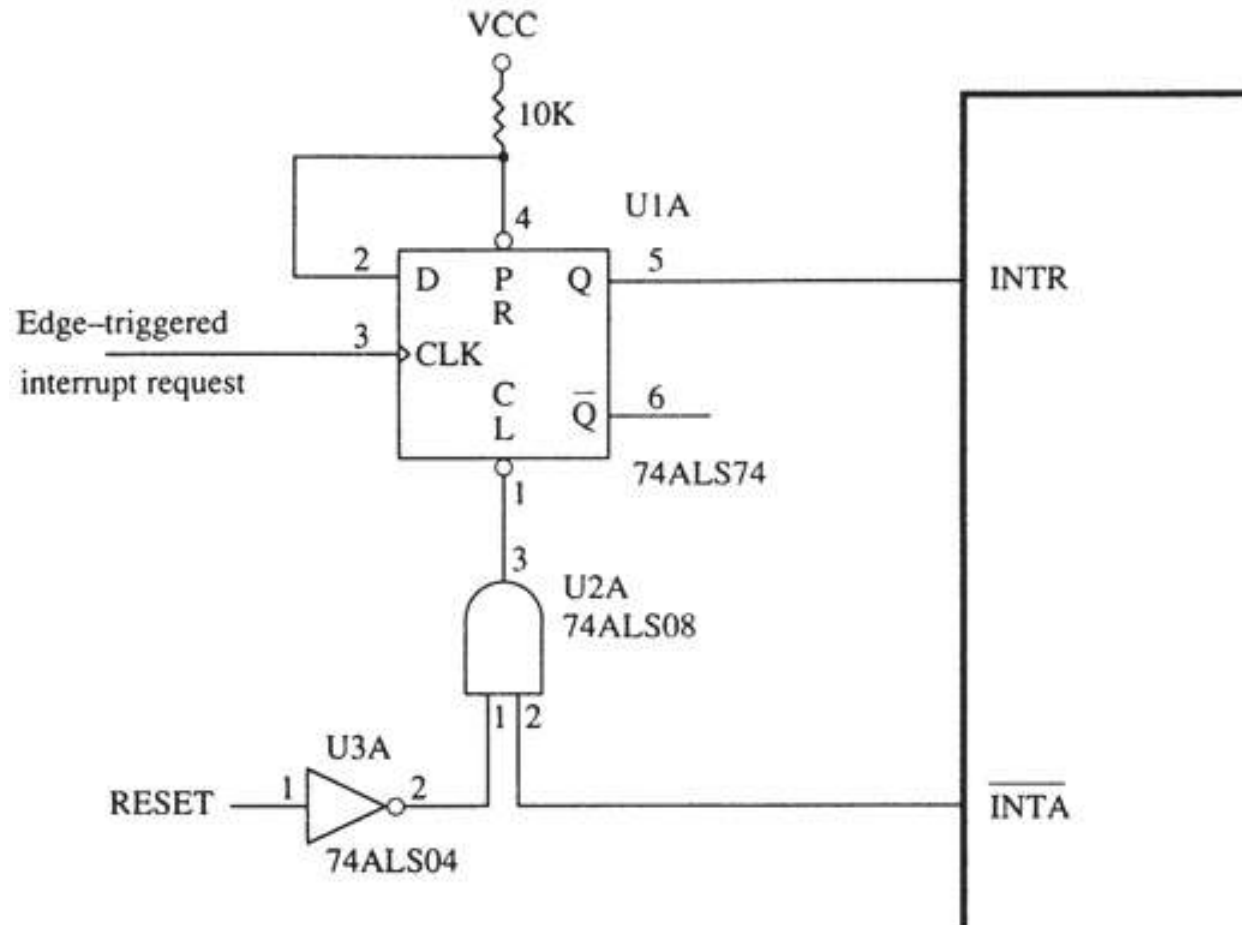 VCC
10K
4
U1A
2
D
P
R
Q
5
INTR
Edge–triggered
interrupt request
3
CLK
C
L
Q̅
6
74ALS74
1
3
U2A
74ALS08
1
2
U3A
RESET
1
2
74ALS04
I̅N̅T̅A̅